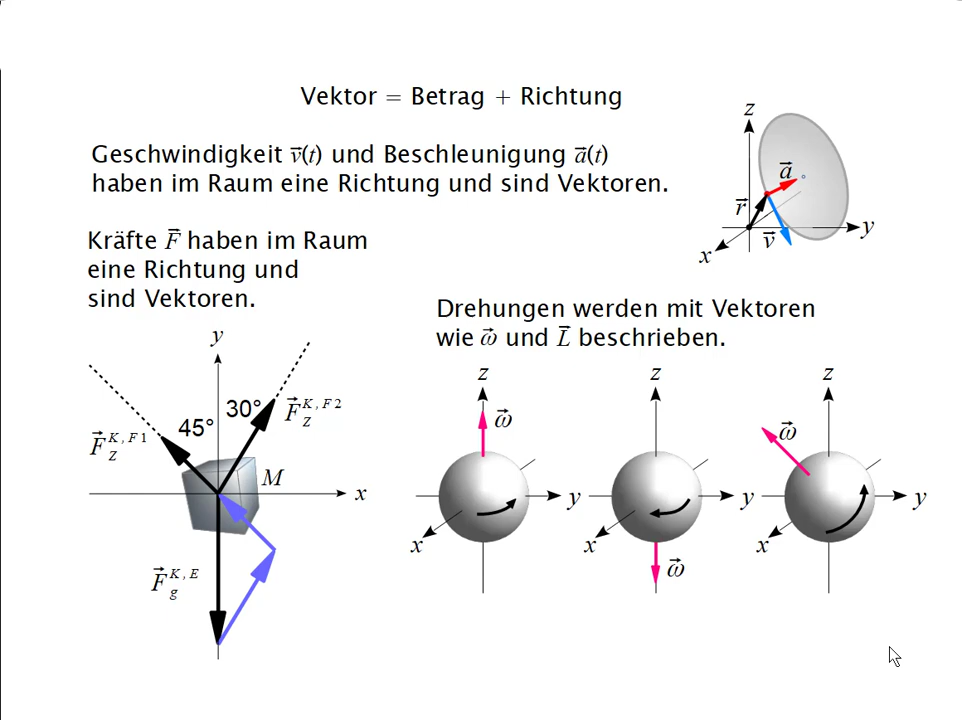 Vektor = Betrag + Richtung
Geschwindigkeit v⃗(t) und Beschleunigung a⃗(t)
haben im Raum eine Richtung und sind Vektoren.
z
a⃗
r⃗
v⃗
y
x
Kräfte F⃗ haben im Raum
eine Richtung und
sind Vektoren.
y
45°
30°
F⃗_Z^{K,F1}
F⃗_Z^{K,F2}
M
x
F⃗_g^{K,E}
Drehungen werden mit Vektoren
wie ω⃗ und L⃗ beschrieben.
z
ω⃗
y
x
z
y
x
ω⃗
z
ω⃗
y
x